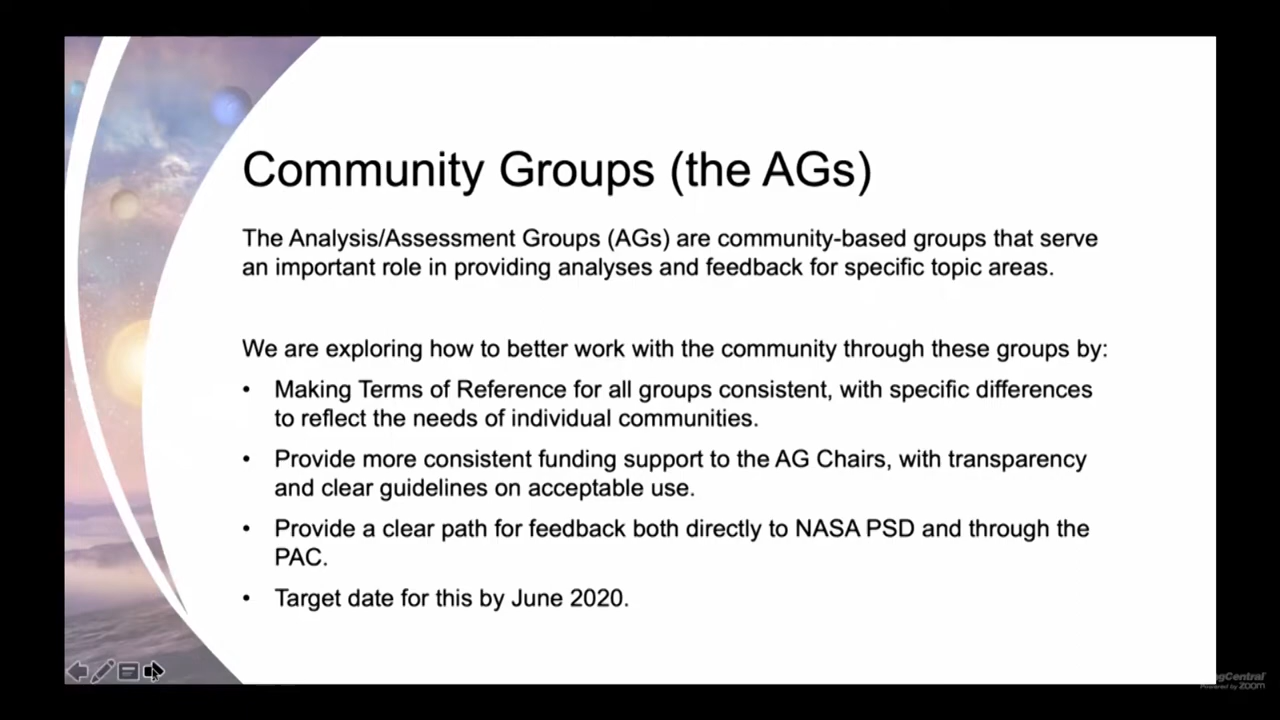 Community Groups (the AGs)
The Analysis/Assessment Groups (AGs) are community-based groups that serve
an important role in providing analyses and feedback for specific topic areas.
We are exploring how to better work with the community through these groups by:
• Making Terms of Reference for all groups consistent, with specific differences
to reflect the needs of individual communities.
• Provide more consistent funding support to the AG Chairs, with transparency
and clear guidelines on acceptable use.
• Provide a clear path for feedback both directly to NASA PSD and through the
PAC.
• Target date for this by June 2020.
Powered by zoom